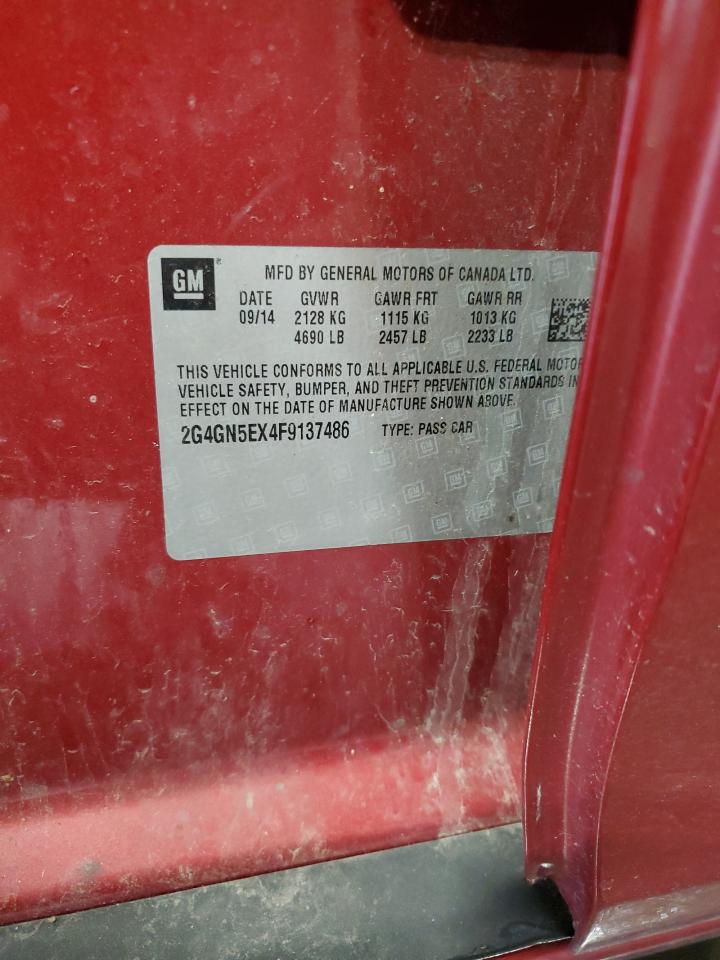 GM
MFD BY GENERAL MOTORS OF CANADA LTD.
DATE GVWR GAWR FRT GAWR RR
09/14 2128 KG 1115 KG 1013 KG
4690 LB 2457 LB 2233 LB
THIS VEHICLE CONFORMS TO ALL APPLICABLE U.S. FEDERAL MOTOR
VEHICLE SAFETY, BUMPER, AND THEFT PREVENTION STANDARDS IN
EFFECT ON THE DATE OF MANUFACTURE SHOWN ABOVE.
2G4GN5EX4F9137486 TYPE: PASS CAR